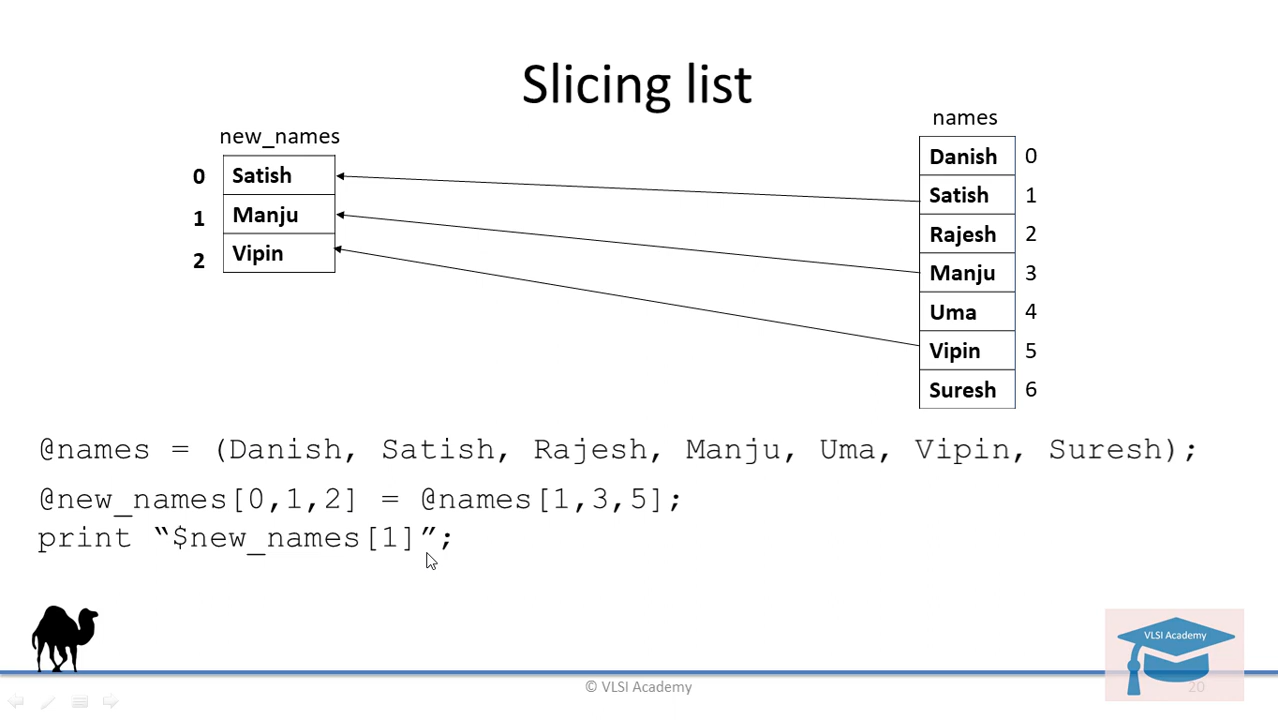 Slicing list
new_names
0 Satish
1 Manju
2 Vipin
names
Danish 0
Satish 1
Rajesh 2
Manju 3
Uma 4
Vipin 5
Suresh 6
@names = (Danish, Satish, Rajesh, Manju, Uma, Vipin, Suresh);
@new_names[0,1,2] = @names[1,3,5];
print “$new_names[1]”;
VLSI Academy
© VLSI Academy
20